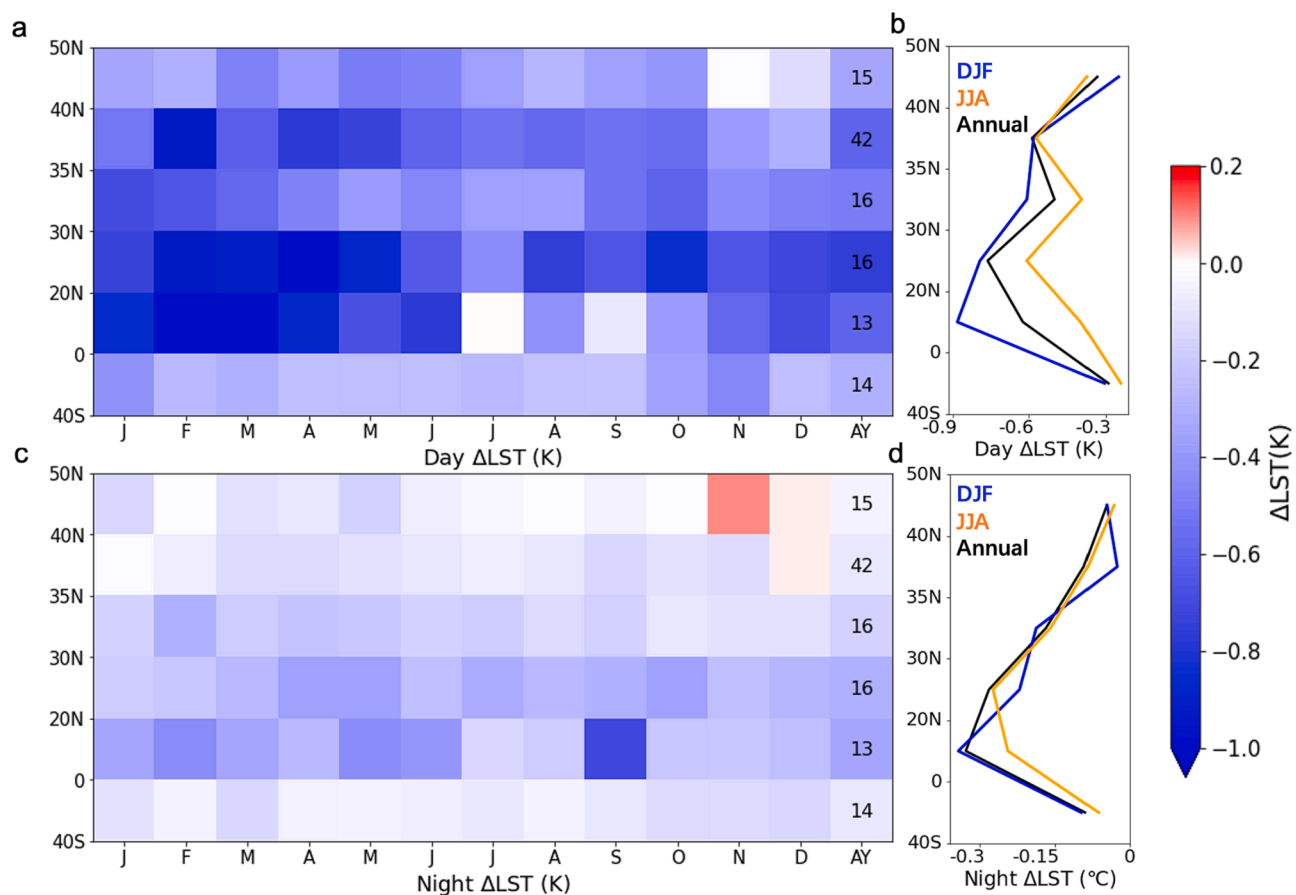 a
50N
40N
35N
30N
20N
0
40S
15
42
16
16
13
14
J F M A M J J A S O N D AY
Day ΔLST (K)
b
50N
40N
35N
30N
20N
0
40S
DJF
JJA
Annual
-0.9 -0.6 -0.3
Day ΔLST (K)
c
50N
40N
35N
30N
20N
0
40S
15
42
16
16
13
14
J F M A M J J A S O N D AY
Night ΔLST (K)
d
50N
40N
35N
30N
20N
0
40S
DJF
JJA
Annual
-0.3 -0.15 0
Night ΔLST (°C)
0.2
0.0
−0.2
−0.4
−0.6
−0.8
−1.0
ΔLST(K)